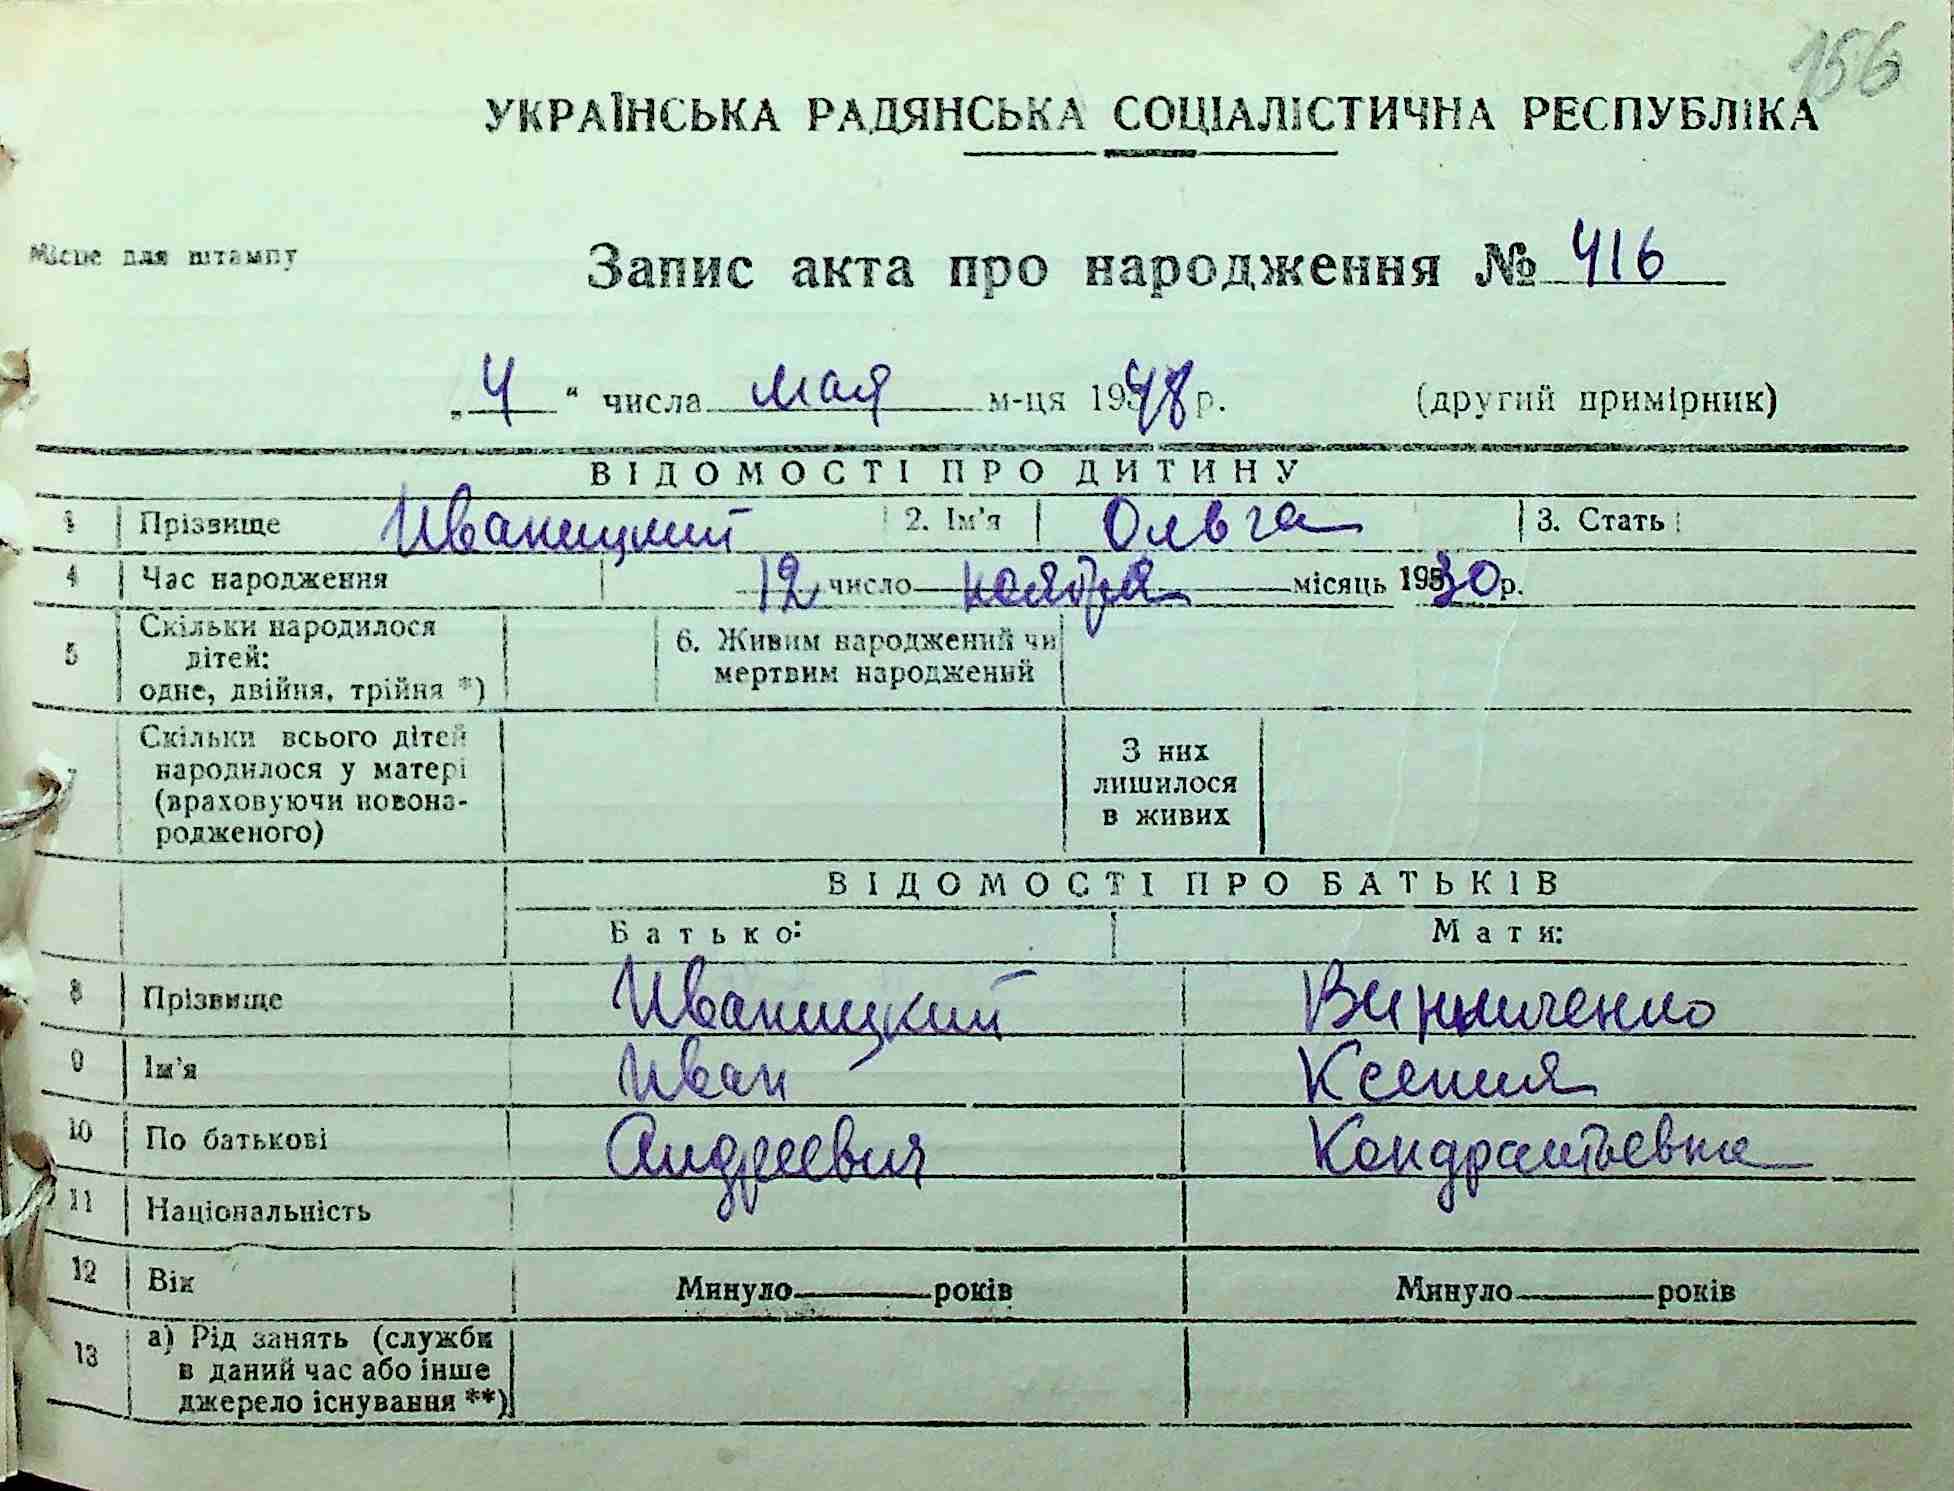 156
УКРАЇНСЬКА РАДЯНСЬКА СОЦІАЛІСТИЧНА РЕСПУБЛІКА
Місце для штампу
Запис акта про народження № 416
„4“ числа мая м-ця 1948 р. (другий примірник)
ВІДОМОСТІ ПРО ДИТИНУ
1 Прізвище Иваницкий 2. Ім'я Ольга 3. Стать
4 Час народження 12 число ноября місяць 1930 р.
5 Скільки народилося дітей: одне, двійня, трійня *) 6. Живим народжений чи мертвим народжений
7 Скільки всього дітей народилося у матері (враховуючи новона-родженого) З них лишилося в живих
ВІДОМОСТІ ПРО БАТЬКІВ
Батько: Мати:
8 Прізвище Иваницкий Винниченко
9 Ім'я Иван Ксения
10 По батькові Андреевич Кондратьевна
11 Національність
12 Вік Минуло ——— років Минуло ——— років
13 а) Рід занять (служби в даний час або інше джерело існування **)